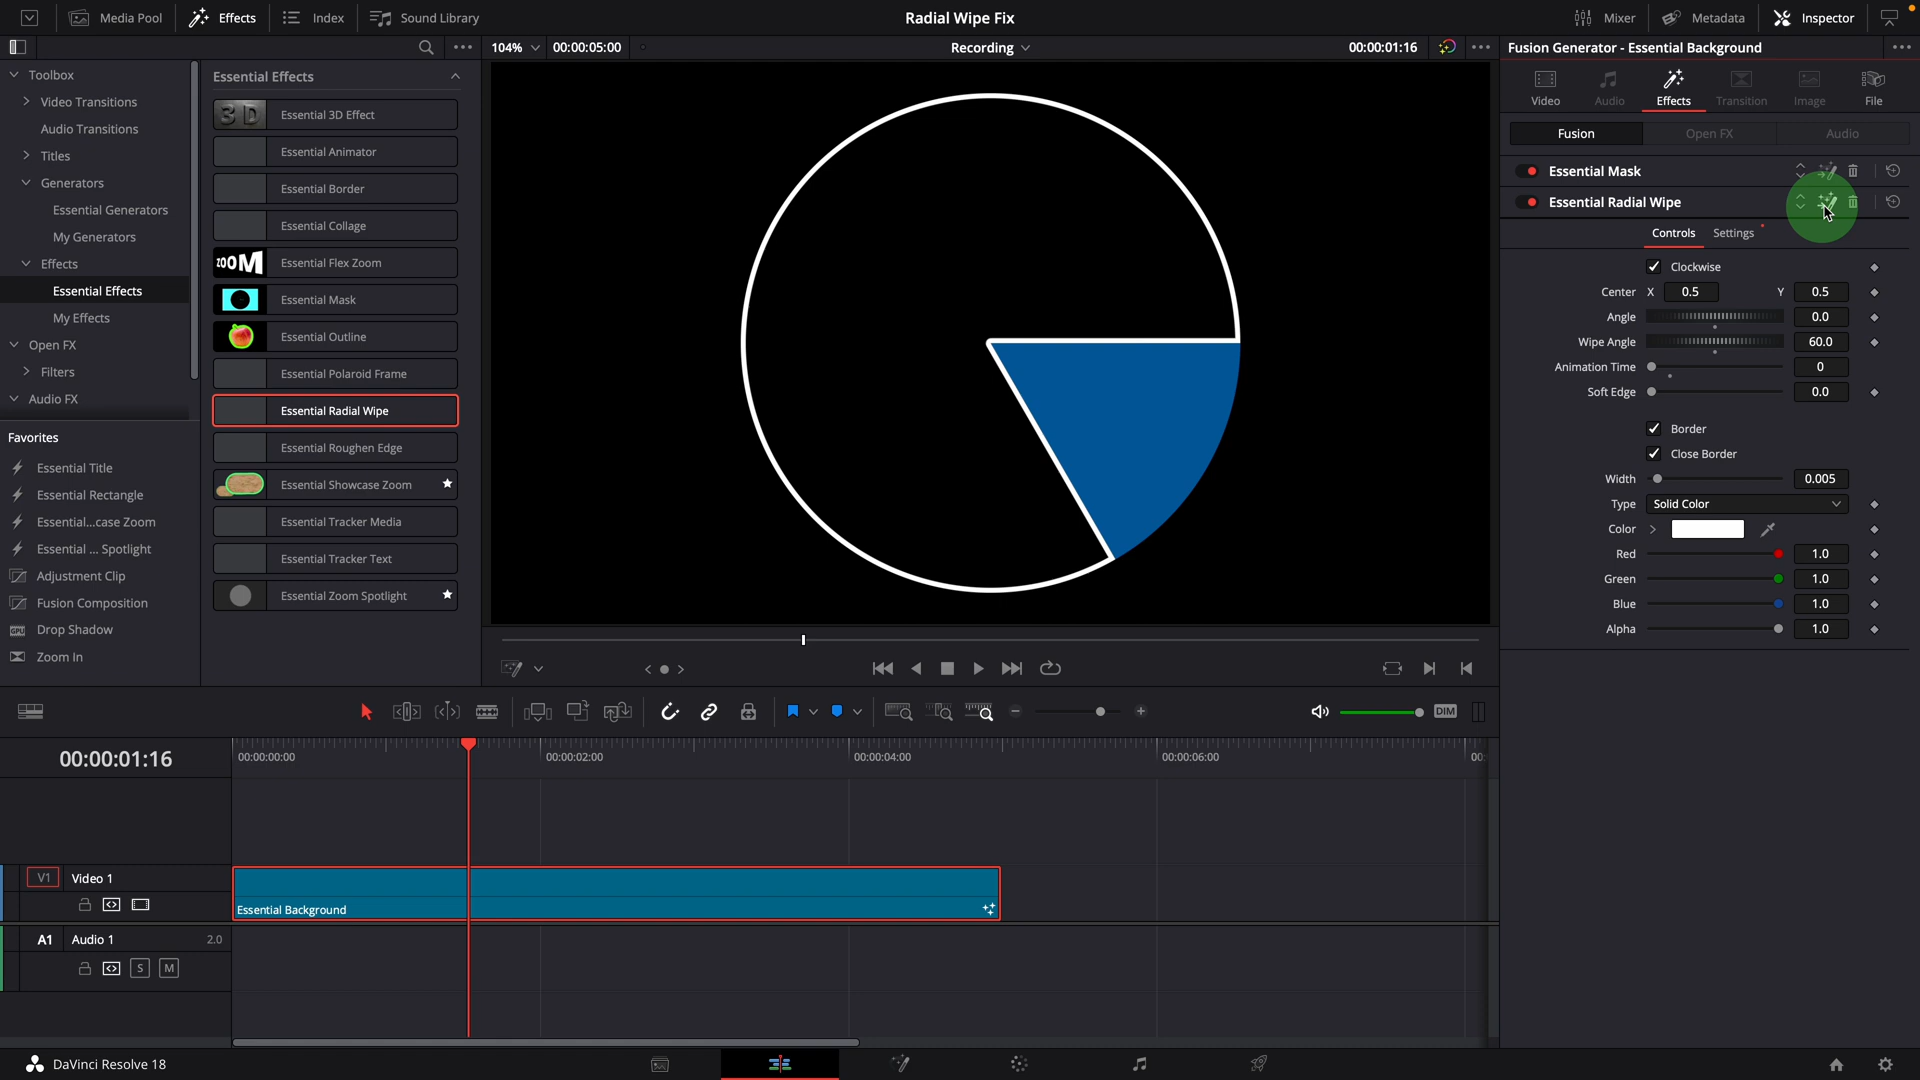 Media Pool
Effects
Index
Sound Library
Radial Wipe Fix
Mixer
Metadata
Inspector
104%
00:00:05:00
Recording
00:00:01:16
Fusion Generator - Essential Background
Toolbox
Video Transitions
Audio Transitions
Titles
Generators
Essential Generators
My Generators
Effects
Essential Effects
My Effects
Open FX
Filters
Audio FX
Favorites
Essential Title
Essential Rectangle
Essential...case Zoom
Essential ... Spotlight
Adjustment Clip
Fusion Composition
Drop Shadow
Zoom In
Essential Effects
3D Essential 3D Effect
Essential Animator
Essential Border
Essential Collage
ZOOM Essential Flex Zoom
Essential Mask
Essential Outline
Essential Polaroid Frame
Essential Radial Wipe
Essential Roughen Edge
Essential Showcase Zoom
Essential Tracker Media
Essential Tracker Text
Essential Zoom Spotlight
Video
Audio
Effects
Transition
Image
File
Fusion
Open FX
Audio
Essential Mask
Essential Radial Wipe
Controls
Settings
Clockwise
Center X 0.5 Y 0.5
Angle 0.0
Wipe Angle 60.0
Animation Time 0
Soft Edge 0.0
Border
Close Border
Width 0.005
Type Solid Color
Color
Red 1.0
Green 1.0
Blue 1.0
Alpha 1.0
DIM
00:00:01:16
00:00:00:00
00:00:02:00
00:00:04:00
00:00:06:00
00:
V1 Video 1
Essential Background
A1 Audio 1 2.0
S M
DaVinci Resolve 18